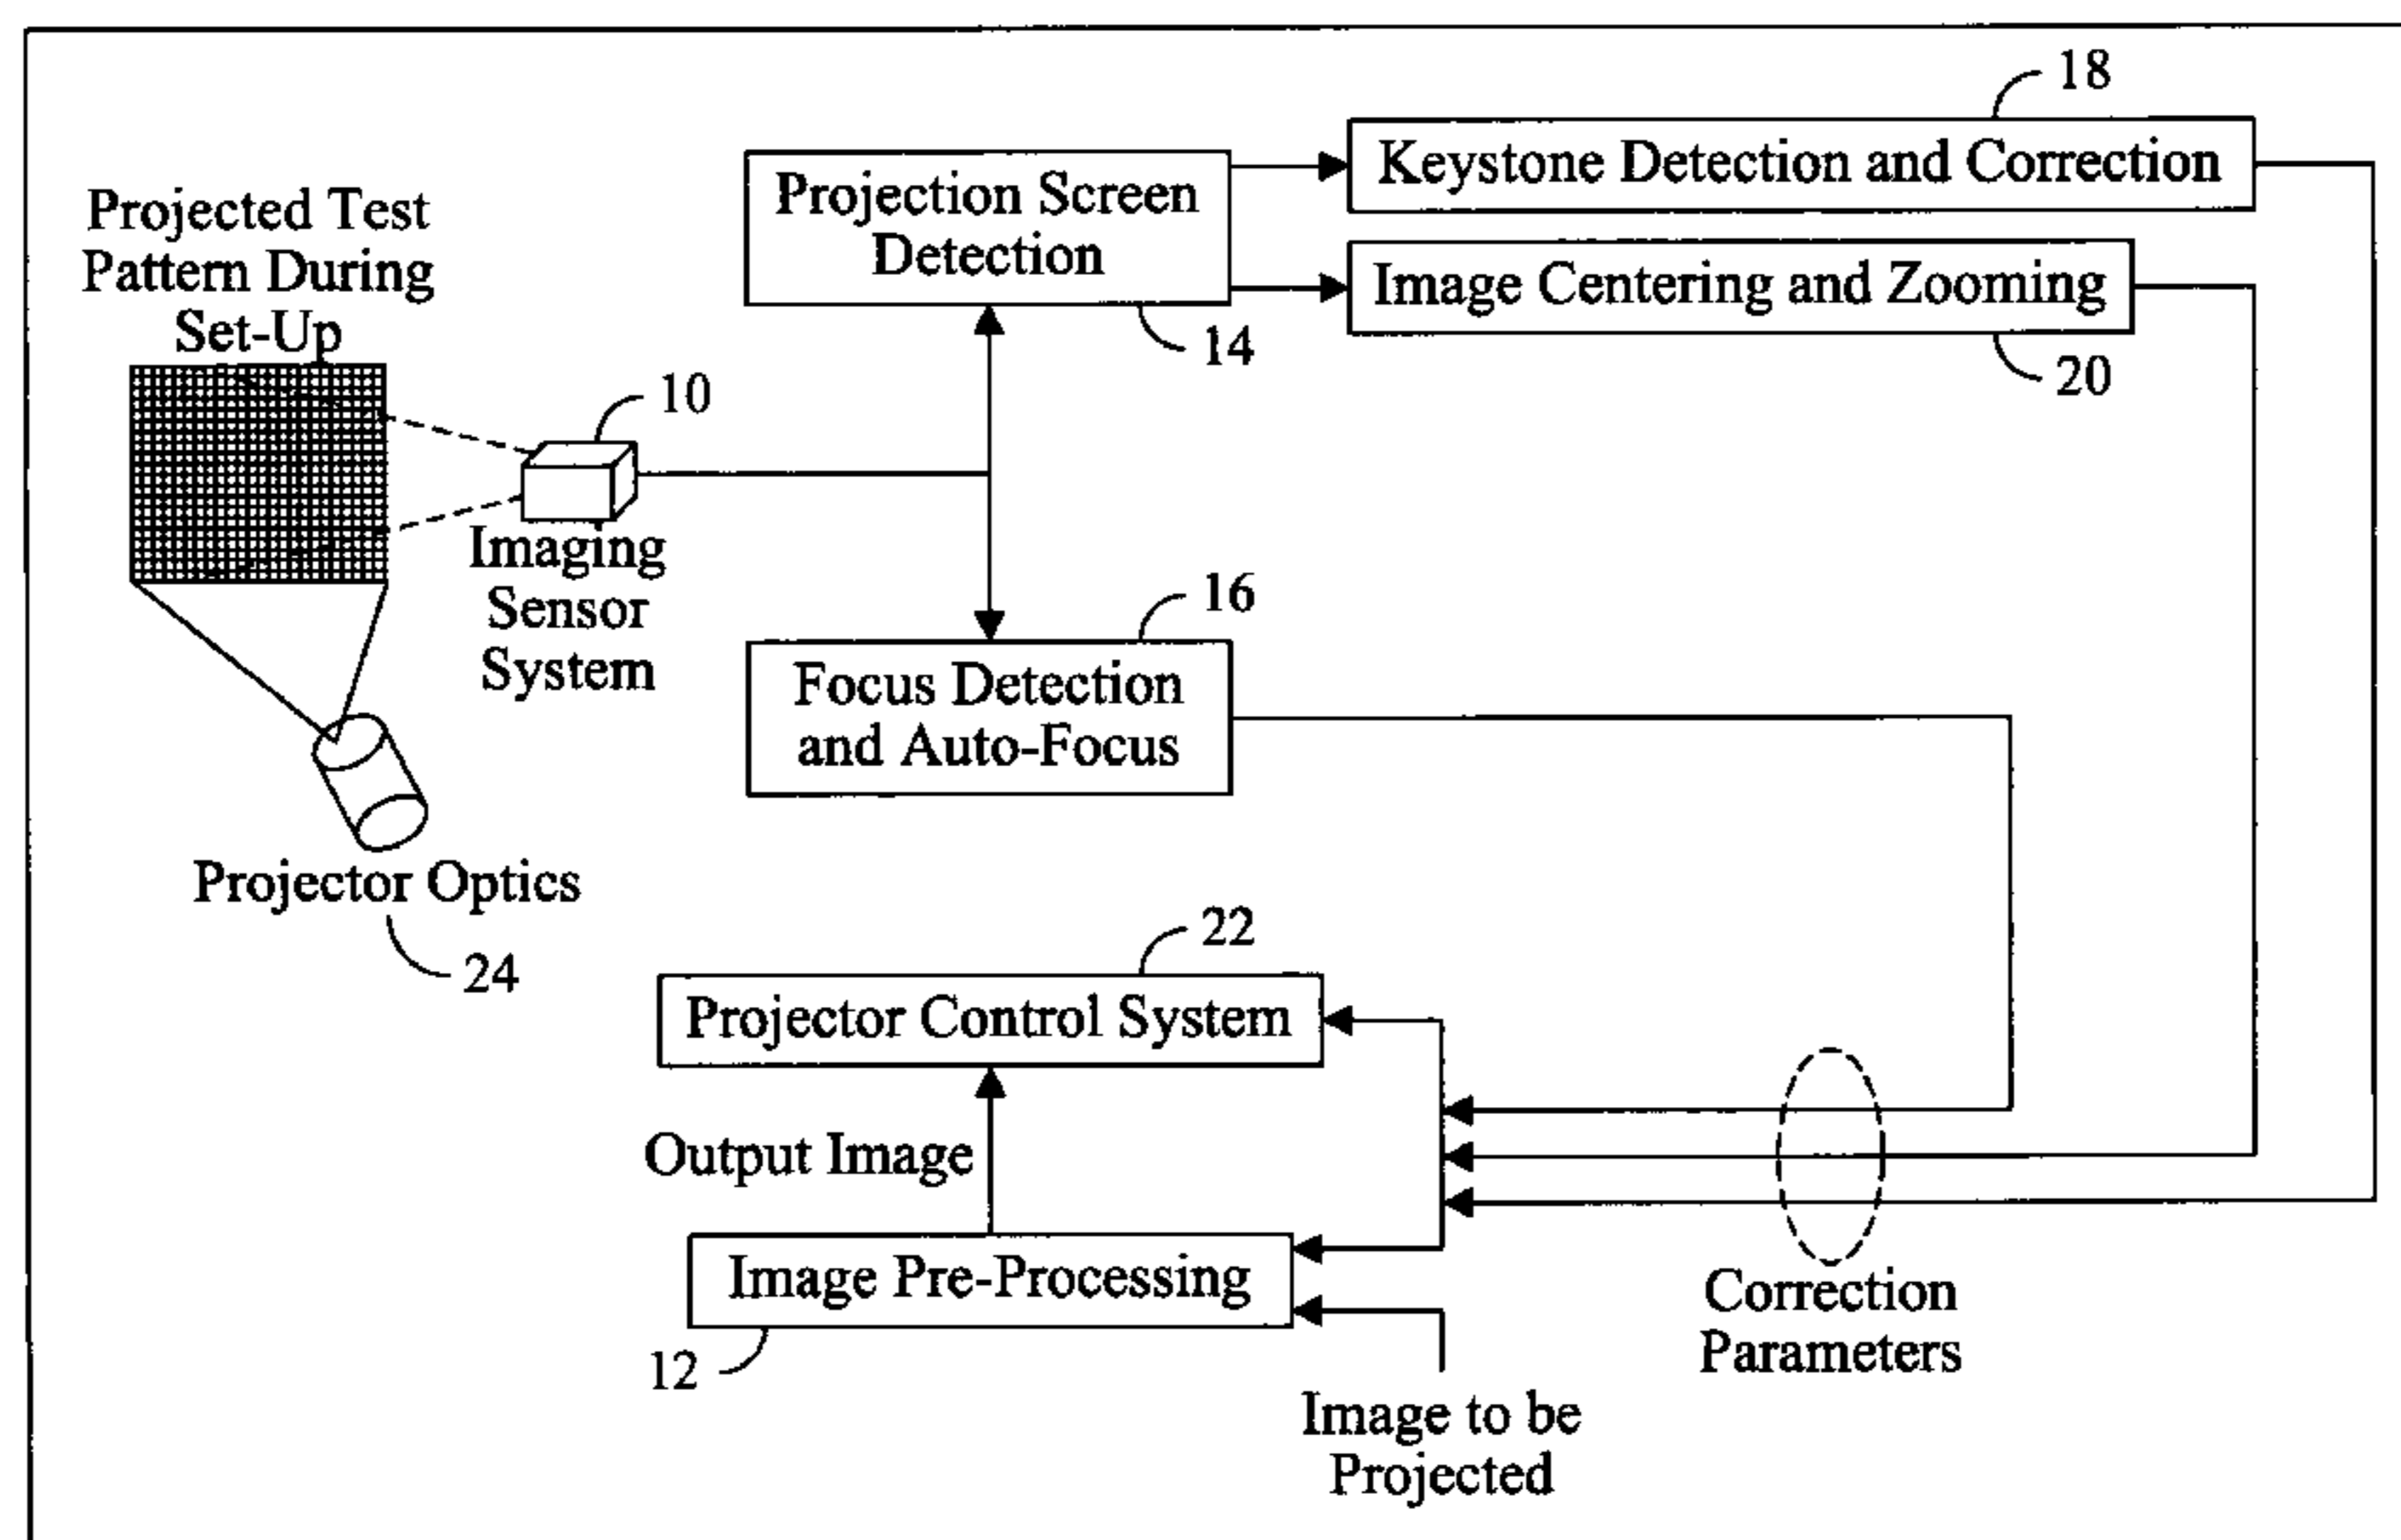 18
Keystone Detection and Correction
Projection Screen
Detection
14
Image Centering and Zooming
20
Projected Test
Pattern During
Set-Up
10
Imaging
Sensor
System
16
Focus Detection
and Auto-Focus
Projector Optics
24
22
Projector Control System
Output Image
Image Pre-Processing
12
Correction
Parameters
Image to be
Projected